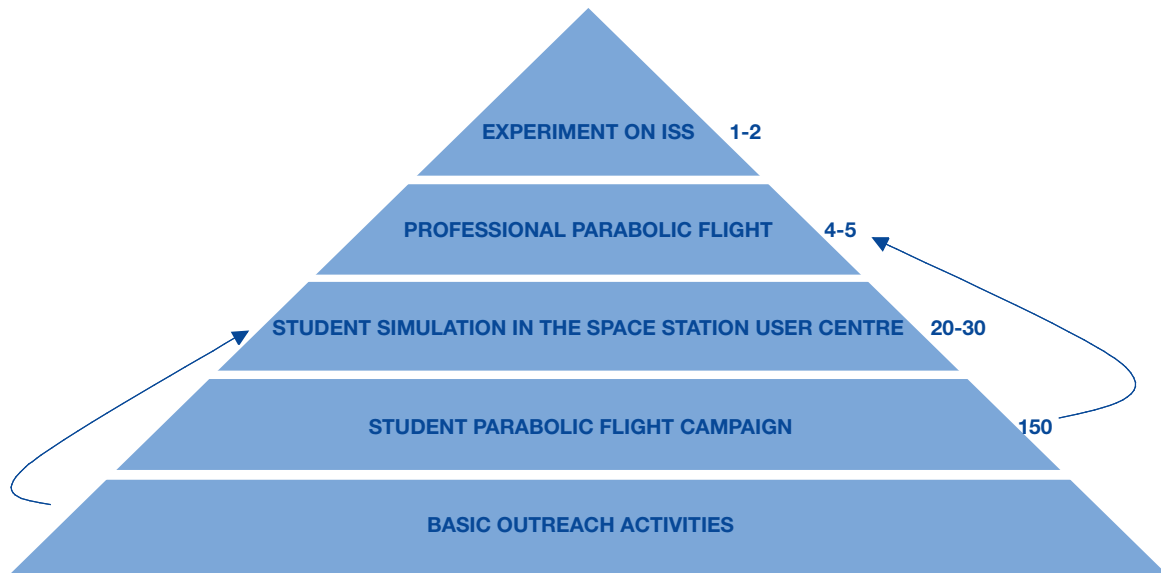 EXPERIMENT ON ISS 1-2
PROFESSIONAL PARABOLIC FLIGHT 4-5
STUDENT SIMULATION IN THE SPACE STATION USER CENTRE 20-30
STUDENT PARABOLIC FLIGHT CAMPAIGN 150
BASIC OUTREACH ACTIVITIES